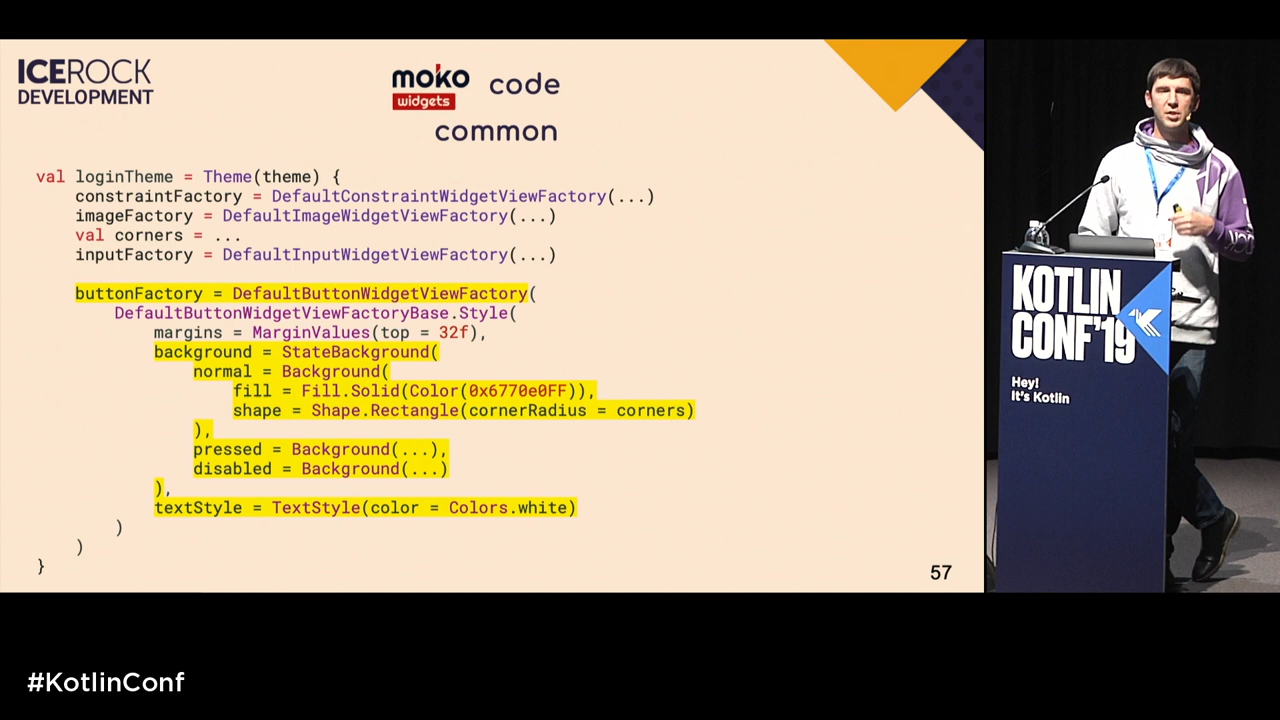 ICEROCK
DEVELOPMENT
moko
widgets
code
common
val loginTheme = Theme(theme) {
constraintFactory = DefaultConstraintWidgetViewFactory(...)
imageFactory = DefaultImageWidgetViewFactory(...)
val corners = ...
inputFactory = DefaultInputWidgetViewFactory(...)
buttonFactory = DefaultButtonWidgetViewFactory(
DefaultButtonWidgetViewFactoryBase.Style(
margins = MarginValues(top = 32f),
background = StateBackground(
normal = Background(
fill = Fill.Solid(Color(0x6770e0FF)),
shape = Shape.Rectangle(cornerRadius = corners)
),
pressed = Background(...),
disabled = Background(...)
),
textStyle = TextStyle(color = Colors.white)
)
)
}
57
KOTLIN
CONF'19
Hey!
It's Kotlin
#KotlinConf